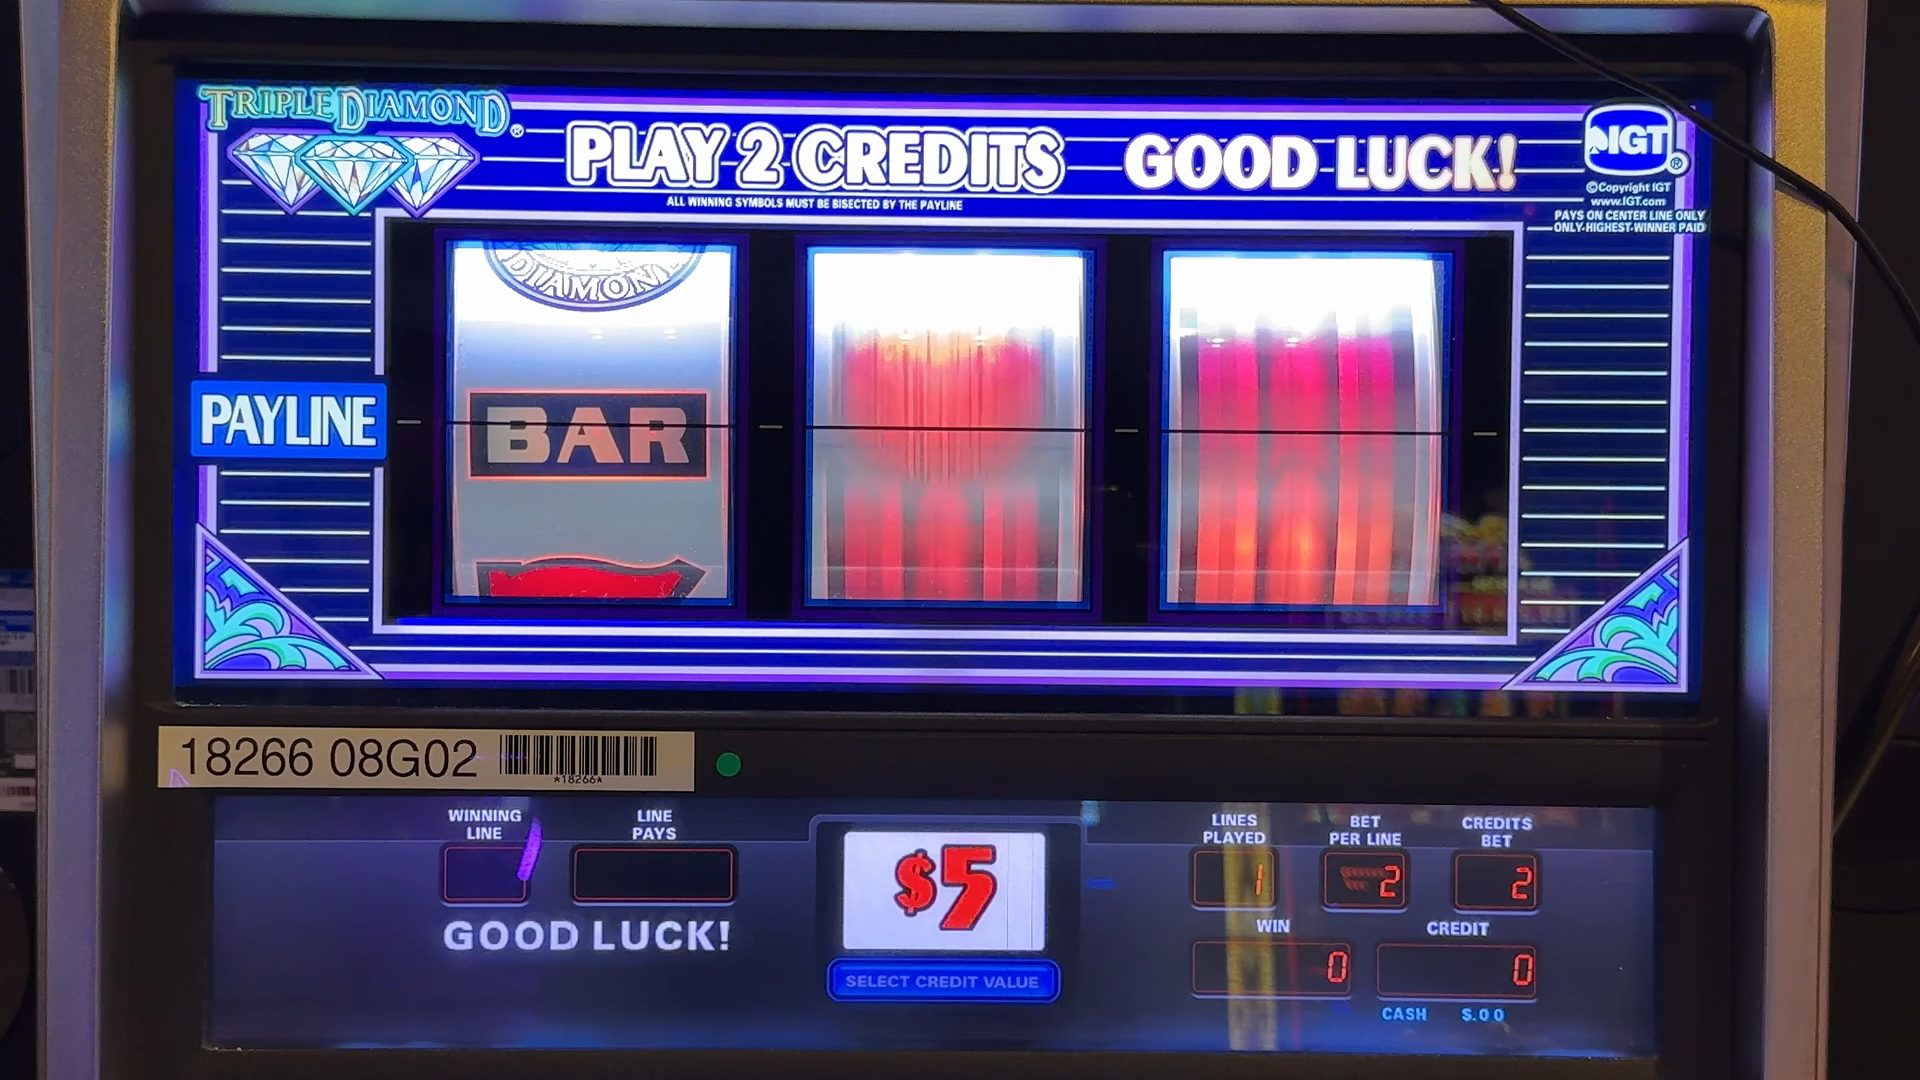 TRIPLE DIAMOND®
PLAY 2 CREDITS GOOD LUCK!
ALL WINNING SYMBOLS MUST BE BISECTED BY THE PAYLINE
IGT®
©Copyright IGT
www.IGT.com
PAYS ON CENTER LINE ONLY
ONLY HIGHEST WINNER PAID
DIAMOND
PAYLINE
BAR
18266 08G02
*18266*
WINNING LINE
LINE PAYS
GOOD LUCK!
$5
SELECT CREDIT VALUE
LINES PLAYED
1
BET PER LINE
2
CREDITS BET
2
WIN
0
CREDIT
0
CASH $.00